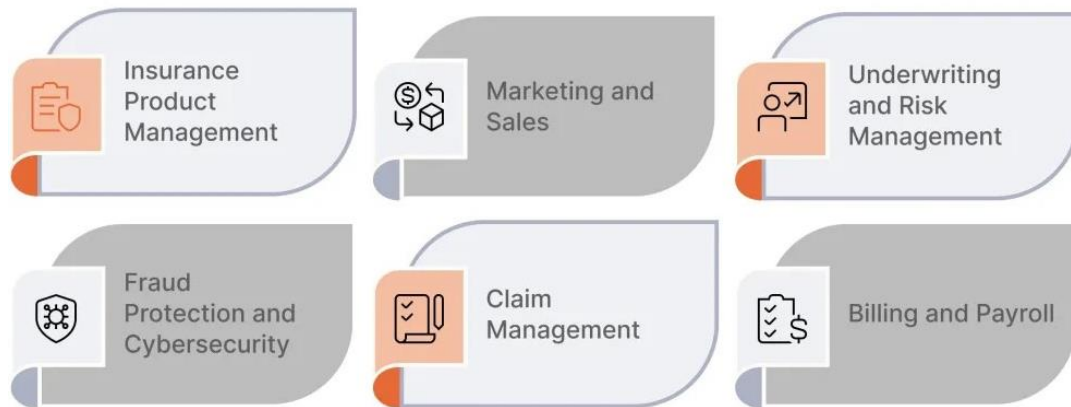 Insurance
Product
Management
Marketing and
Sales
Underwriting
and Risk
Management
Fraud
Protection and
Cybersecurity
Claim
Management
Billing and Payroll